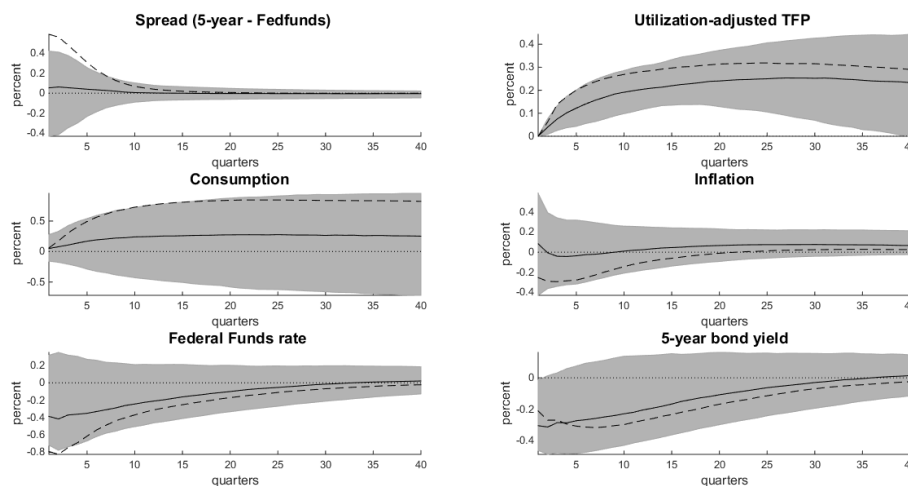 Spread (5-year - Fedfunds)
percent
0.4
0.2
0
-0.2
-0.4
5 10 15 20 25 30 35 40
quarters
Utilization-adjusted TFP
percent
0.4
0.3
0.2
0.1
0
5 10 15 20 25 30 35 40
quarters
Consumption
percent
0.5
0
-0.5
5 10 15 20 25 30 35 40
quarters
Inflation
percent
0.4
0.2
0
-0.2
-0.4
5 10 15 20 25 30 35 40
quarters
Federal Funds rate
percent
0.2
0
-0.2
-0.4
-0.6
-0.8
5 10 15 20 25 30 35 40
quarters
5-year bond yield
percent
0
-0.2
-0.4
5 10 15 20 25 30 35 40
quarters